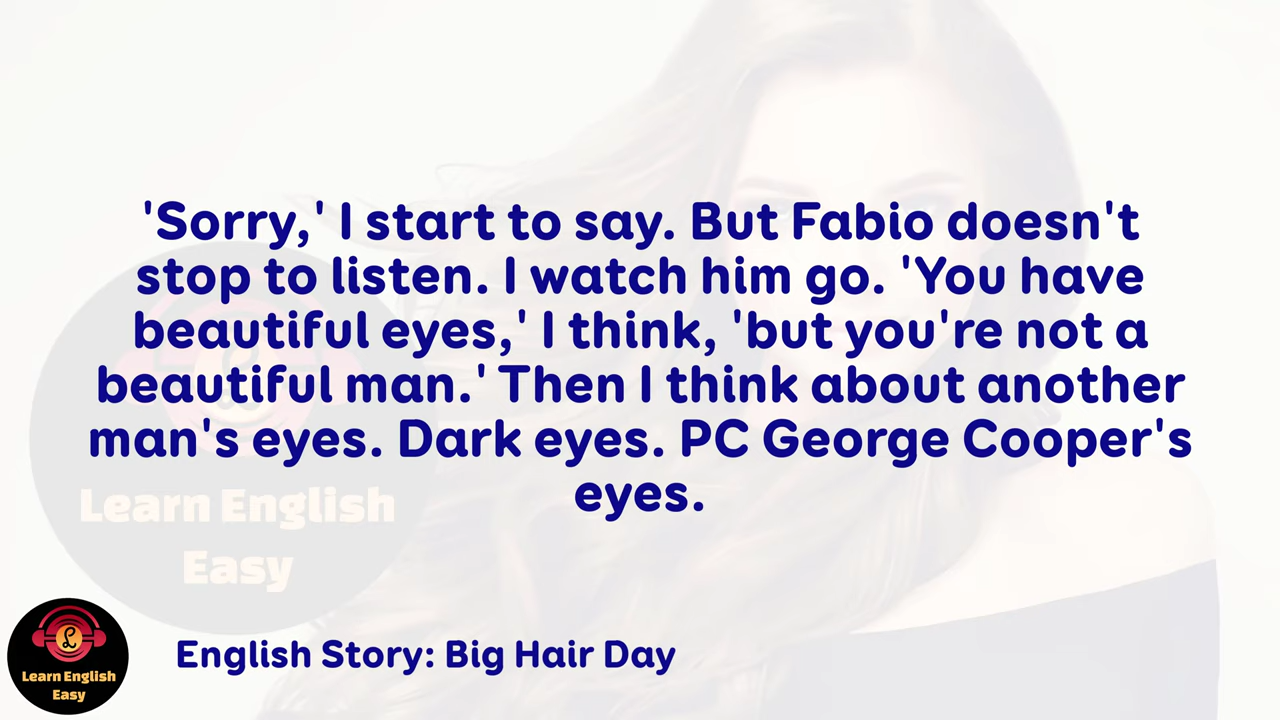 'Sorry,' I start to say. But Fabio doesn't
stop to listen. I watch him go. 'You have
beautiful eyes,' I think, 'but you're not a
beautiful man.' Then I think about another
man's eyes. Dark eyes. PC George Cooper's
eyes.
Learn English
Easy
L
Learn English
Easy
English Story: Big Hair Day